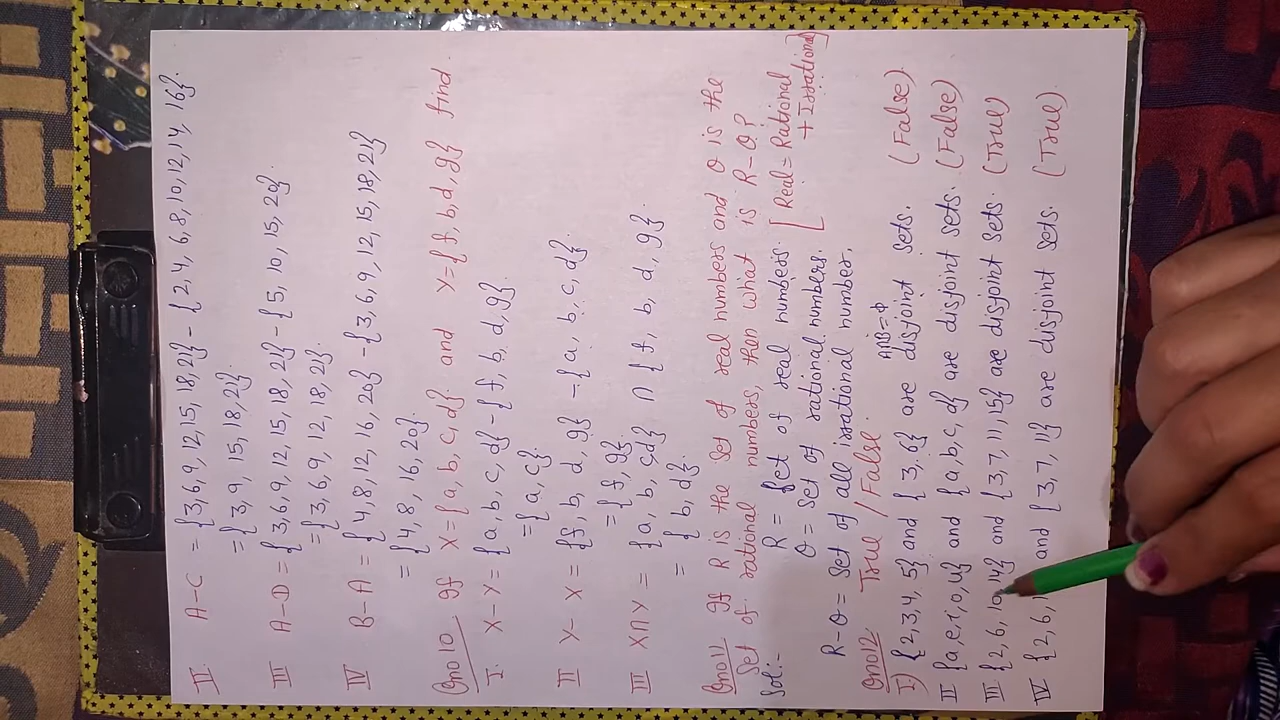 II. A-C = {3,6,9,12,15,18,21} - {2,4,6,8,10,12,14,16}.
= {3,9,15,18,21}.
III A-D = {3,6,9,12,15,18,21} - {5,10,15,20}.
= {3,6,9,12,18,21}.
IV B-A = {4,8,12,16,20} - {3,6,9,12,15,18,21}
= {4,8,16,20}
Qno10 If X={a,b,c,d} and Y={f,b,d,g} find.
I. X-Y = {a,b,c,d} - {f,b,d,g}.
= {a,c}.
II Y-X = {f,b,d,g} - {a,b,c,d}.
= {f,g}
III X∩Y = {a,b,c,d} ∩ {f,b,d,g}.
= {b,d}.
Qno11 If R is the set of real numbers and Q is the
Set of rational numbers, then what is R-Q?
Sol:- R = set of real numbers. [Real = Rational
+ Irrational]
Q = set of rational numbers.
R-Q = Set of all irrational number.
Qno12 True/False A∩B=Φ
I) {2,3,4,5} and {3,6} are disjoint sets. (False).
II {a,e,i,o,u} and {a,b,c,d} are disjoint sets. (False)
III {2,6,10,14} and {3,7,11,15} are disjoint sets (True)
IV {2,6, and {3,7,11} are disjoint sets. (True).